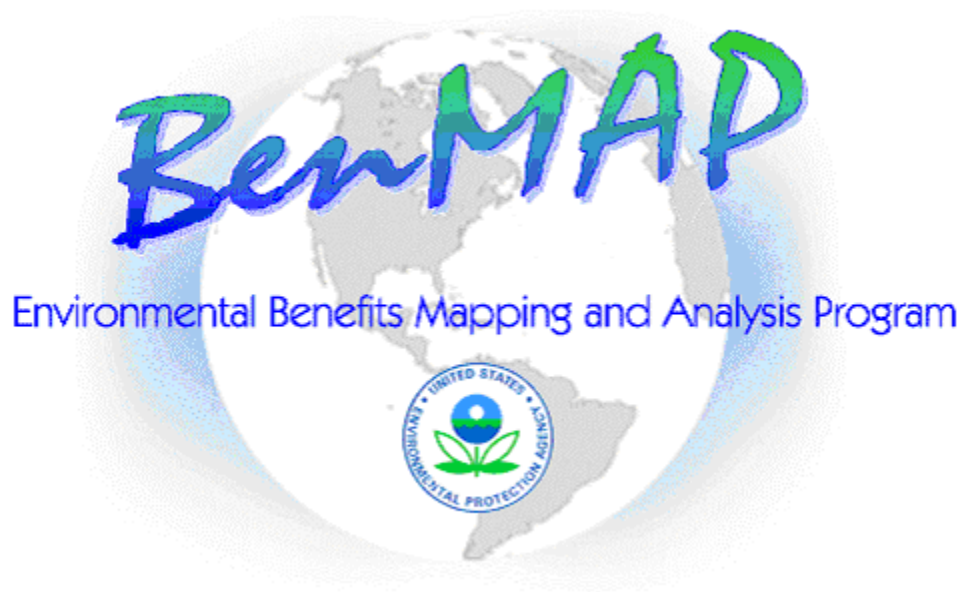 BenMAP
Environmental Benefits Mapping and Analysis Program
UNITED STATES
ENVIRONMENTAL PROTECTION AGENCY